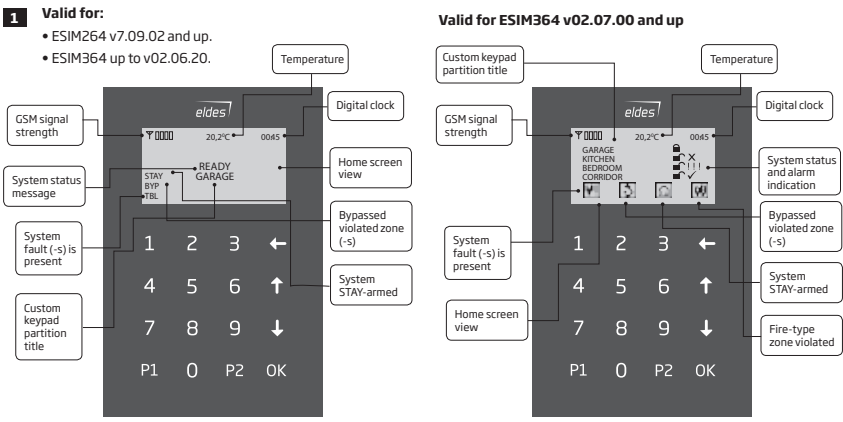 1 Valid for:
• ESIM264 v7.09.02 and up.
• ESIM364 up to v02.06.20.
Temperature
Digital clock
GSM signal
strength
Home screen
view
System status
message
Bypassed
violated zone
(-s)
System
fault (-s) is
present
System
STAY-armed
Custom
keypad
partition
title
eldes
20,2°C 00:45
READY
GARAGE
STAY
BYP
TBL
1 2 3 ←
4 5 6 ↑
7 8 9 ↓
P1 0 P2 OK
Valid for ESIM364 v02.07.00 and up
Custom keypad
partition title
Temperature
Digital clock
GSM signal
strength
System status
and alarm
indication
Bypassed
violated zone
(-s)
System
fault (-s) is
present
System
STAY-armed
Home screen
view
Fire-type
zone violated
eldes
20,2°C 00:45
GARAGE
KITCHEN
BEDROOM
CORRIDOR
1 2 3 ←
4 5 6 ↑
7 8 9 ↓
P1 0 P2 OK